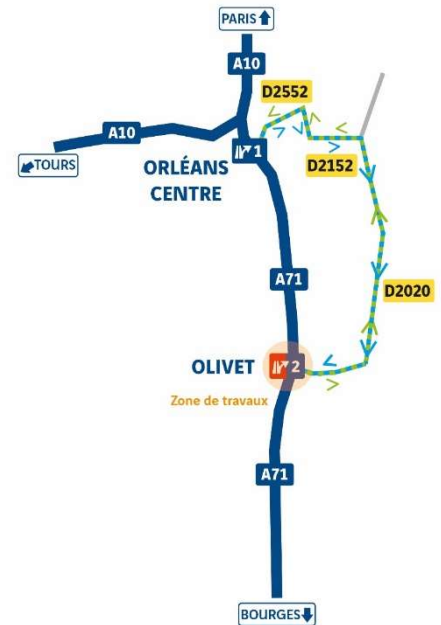 PARIS
A10
D2552
A10
TOURS
1
ORLÉANS
CENTRE
D2152
A71
D2020
OLIVET
2
Zone de travaux
A71
BOURGES